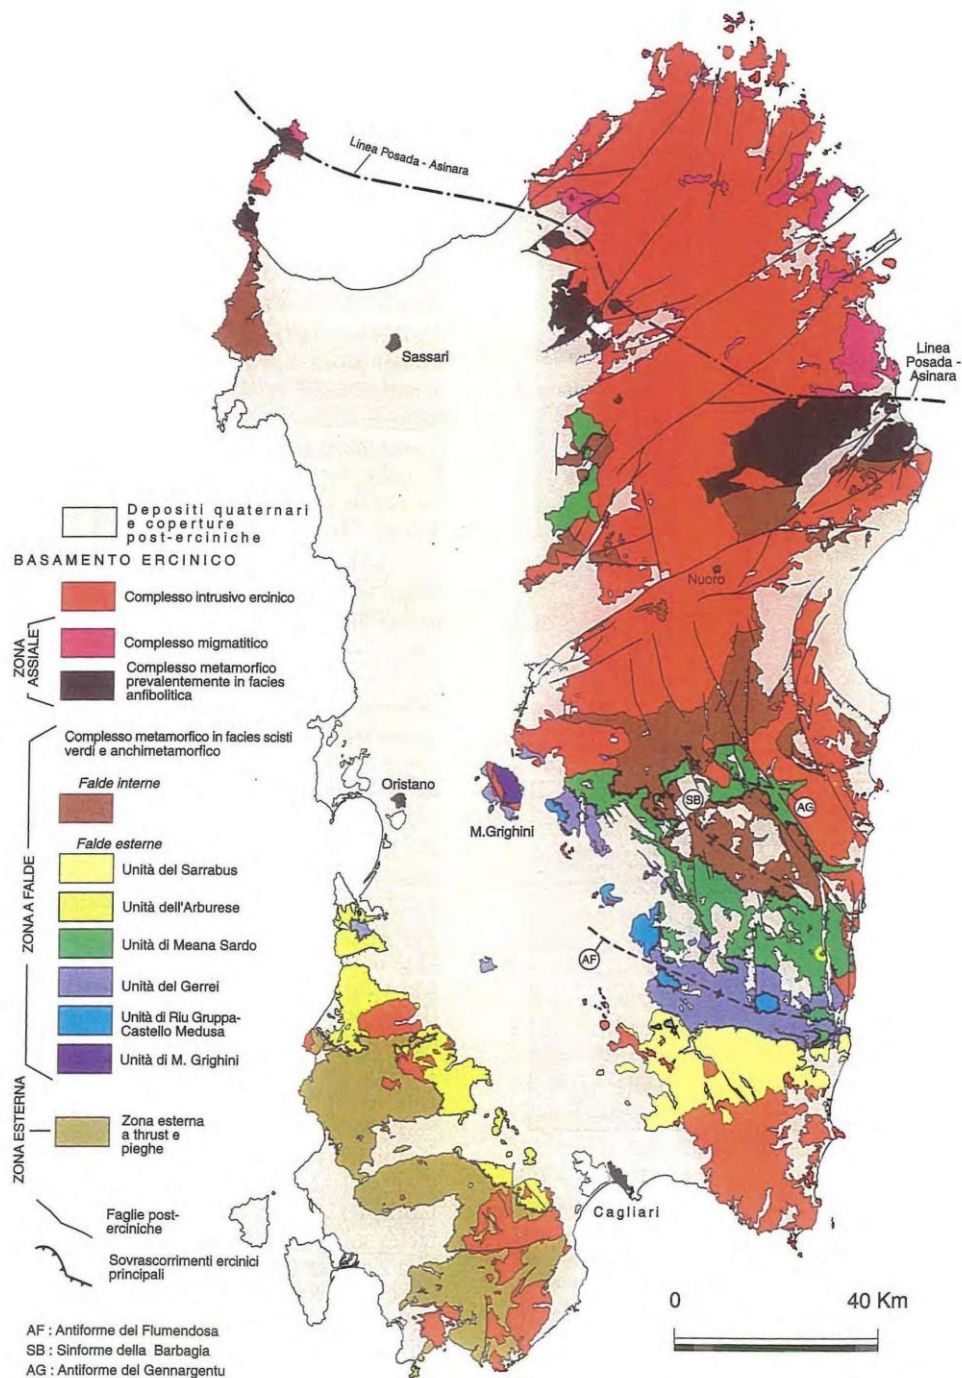 Linea Posada - Asinara
Sassari
Linea
Posada -
Asinara
Depositi quaternari
e coperture
post-erciniche
BASAMENTO ERCINICO
Complesso intrusivo ercinico
ZONA
ASSIALE
Complesso migmatitico
Complesso metamorfico
prevalentemente in facies
anfibolitica
Nuoro
ZONA A FALDE
Complesso metamorfico in facies scisti
verdi e anchimetamorfico
Falde interne
Falde esterne
Unità del Sarrabus
Unità dell'Arburese
Unità di Meana Sardo
Unità del Gerrei
Unità di Riu Gruppa-
Castello Medusa
Unità di M. Grighini
Oristano
M.Grighini
SB
AG
AF
ZONA ESTERNA
Zona esterna
a thrust e
pieghe
Faglie post-
erciniche
Sovrascorrimenti ercinici
principali
Cagliari
0 40 Km
AF : Antiforme del Flumendosa
SB : Sinforme della Barbagia
AG : Antiforme del Gennargentu